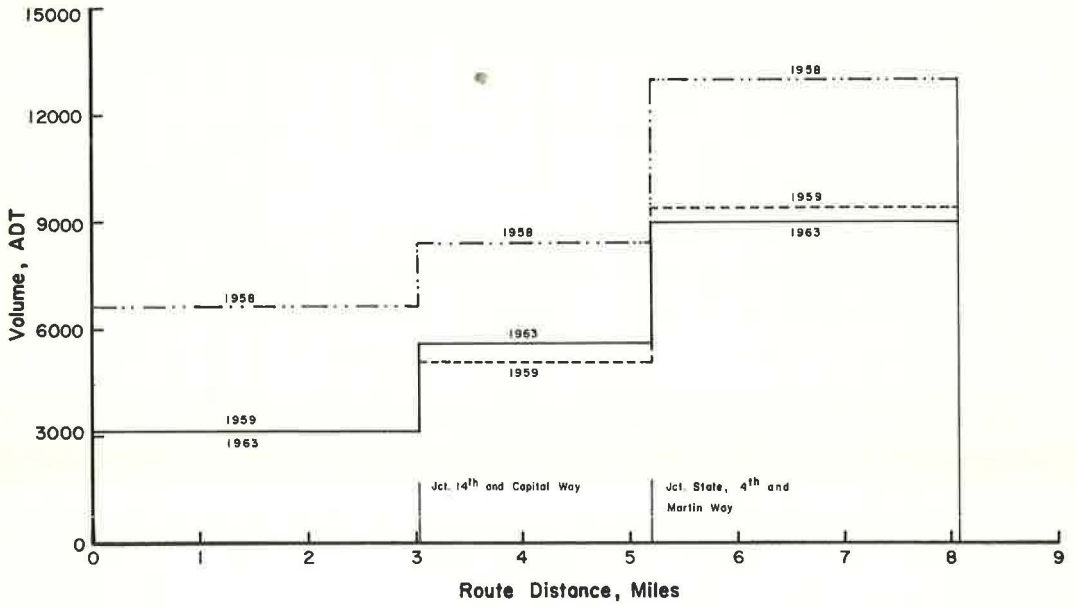 15000
12000
9000
6000
3000
0
Volume, ADT
1958
1958
1958
1959
1963
1963
1959
1959
1963
Jct. 14th and Capital Way
Jct. State, 4th and
Martin Way
0 1 2 3 4 5 6 7 8 9
Route Distance, Miles